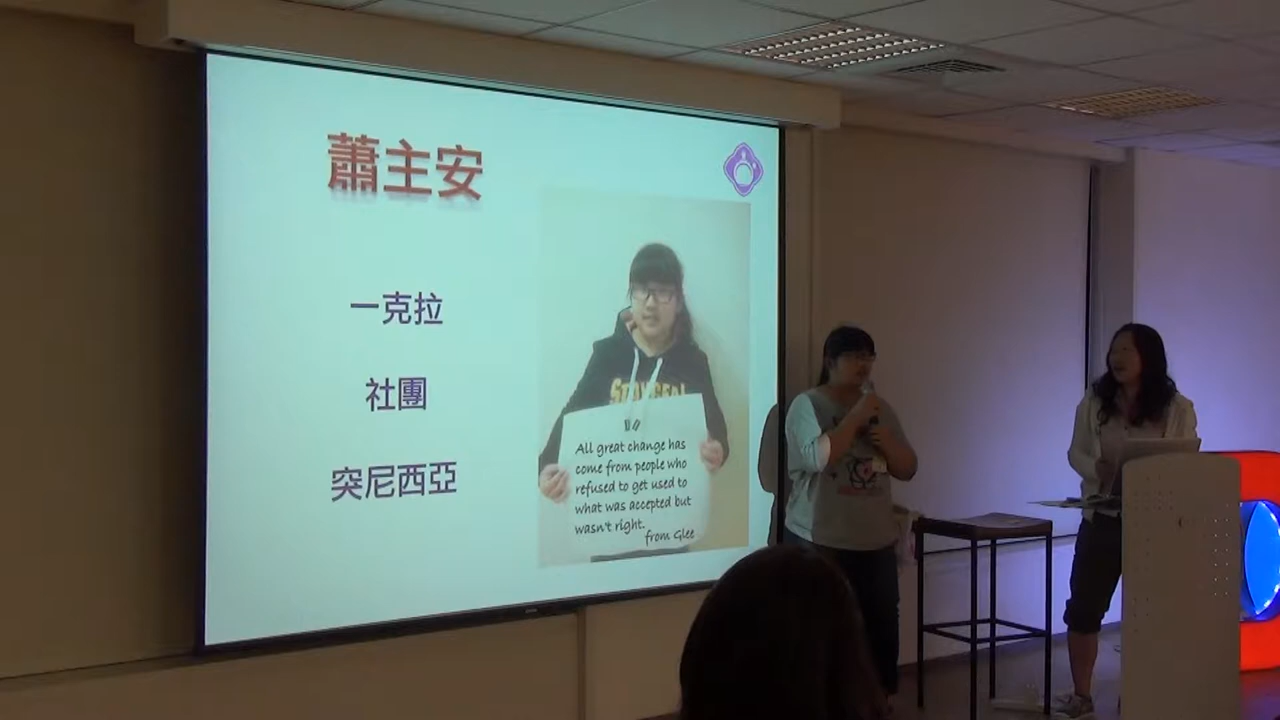 蕭主安
一克拉
社團
突尼西亞
All great change has
come from people who
refused to get used to
what was accepted but
wasn't right.
from Glee